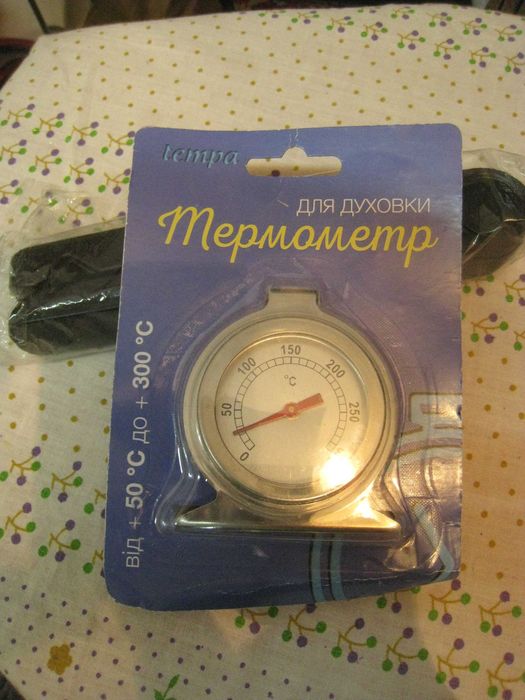 tempa
ДЛЯ ДУХОВКИ
Термометр
ВІД + 50 °C ДО + 300 °C
0
50
100
150
200
250
°C